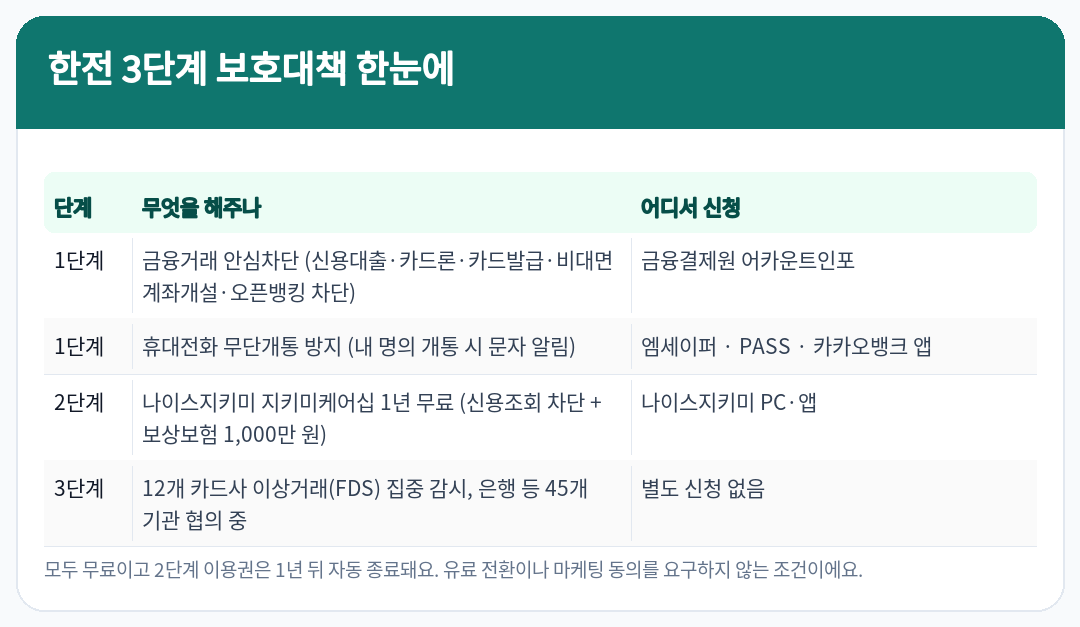 한전 3단계 보호대책 한눈에
단계 무엇을 해주나 어디서 신청
1단계 금융거래 안심차단 (신용대출·카드론·카드발급·비대면 금융결제원 어카운트인포
계좌개설·오픈뱅킹 차단)
1단계 휴대전화 무단개통 방지 (내 명의 개통 시 문자 알림) 엠세이퍼 · PASS · 카카오뱅크 앱
2단계 나이스지키미 지키미케어십 1년 무료 (신용조회 차단 + 나이스지키미 PC·앱
보상보험 1,000만 원)
3단계 12개 카드사 이상거래(FDS) 집중 감시, 은행 등 45개 별도 신청 없음
기관 협의 중
모두 무료이고 2단계 이용권은 1년 뒤 자동 종료돼요. 유료 전환이나 마케팅 동의를 요구하지 않는 조건이에요.